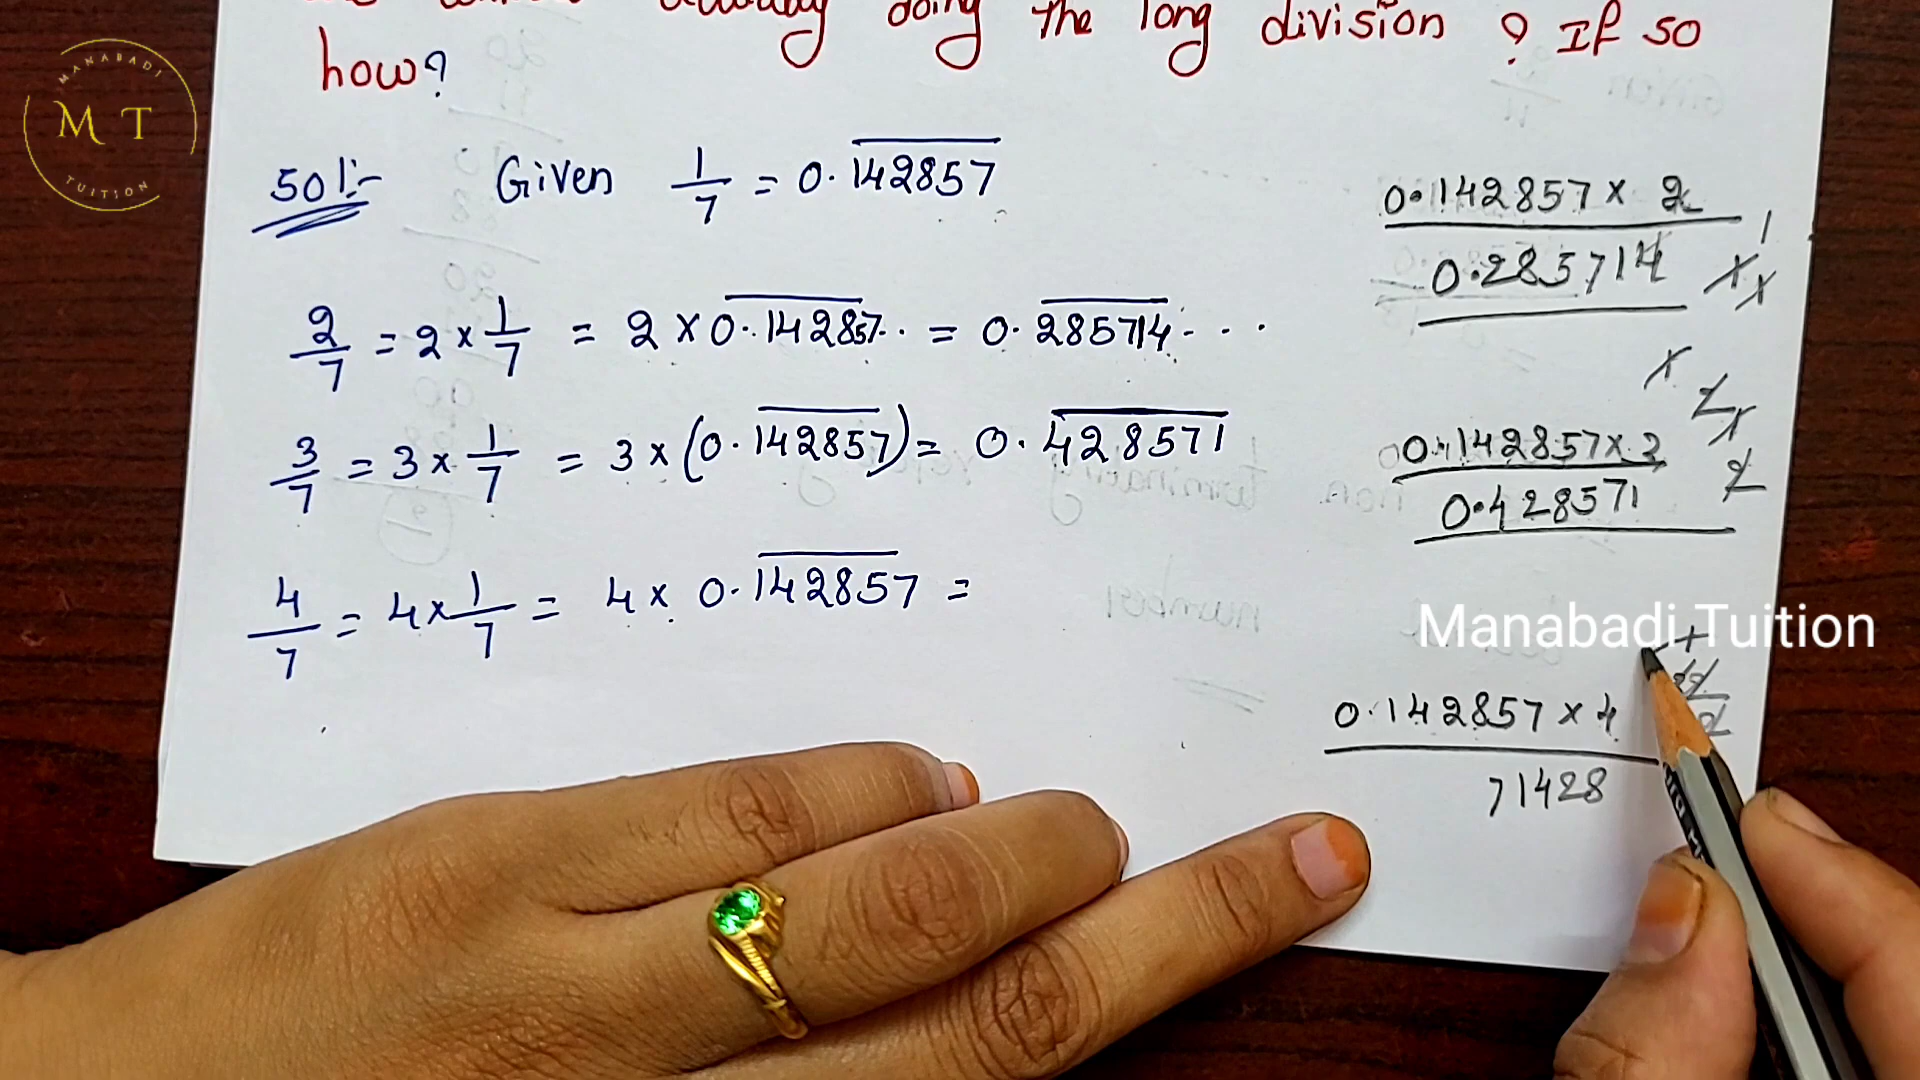 actually doing the long division ? If so
how?
MANABADI
MT
TUITION
Sol:- Given 1/7 = 0.142857
2/7 = 2 × 1/7 = 2 × 0.142857.. = 0.285714- - -
3/7 = 3 × 1/7 = 3 × (0.142857) = 0.428571
4/7 = 4 × 1/7 = 4 × 0.142857 =
0.142857 × 2
0.285714
0.142857 × 3
0.428571
Manabadi Tuition
0.142857 × 4
71428